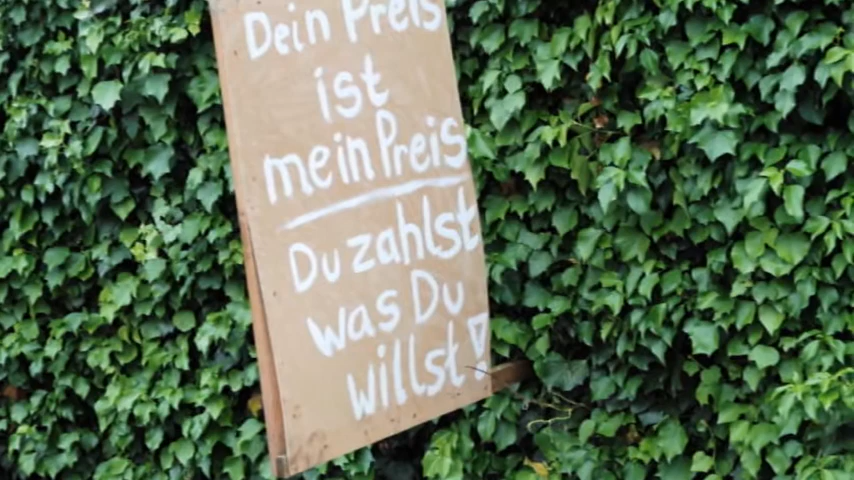 Dein Preis
ist
mein Preis
Du zahlst
was Du
willst!